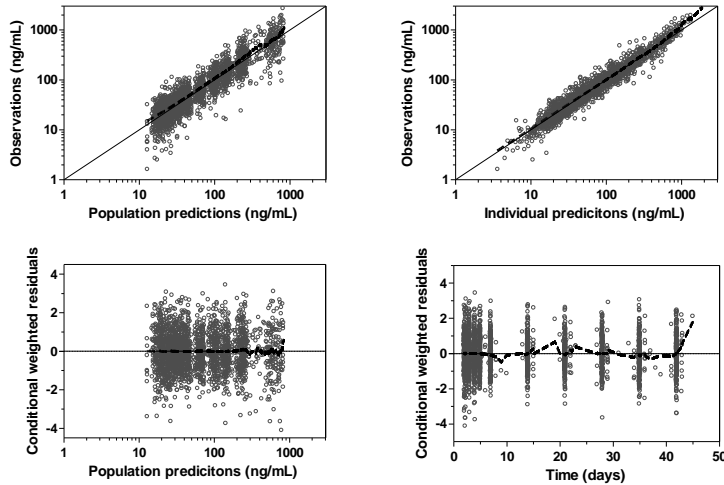 Observations (ng/mL)
1000
100
10
1
1 10 100 1000
Population predictions (ng/mL)
Observations (ng/mL)
1000
100
10
1
1 10 100 1000
Individual predicitons (ng/mL)
Conditional weighted residuals
4
2
0
-2
-4
1 10 100 1000
Population predicitons (ng/mL)
Conditional weighted residuals
4
2
0
-2
-4
0 10 20 30 40 50
Time (days)